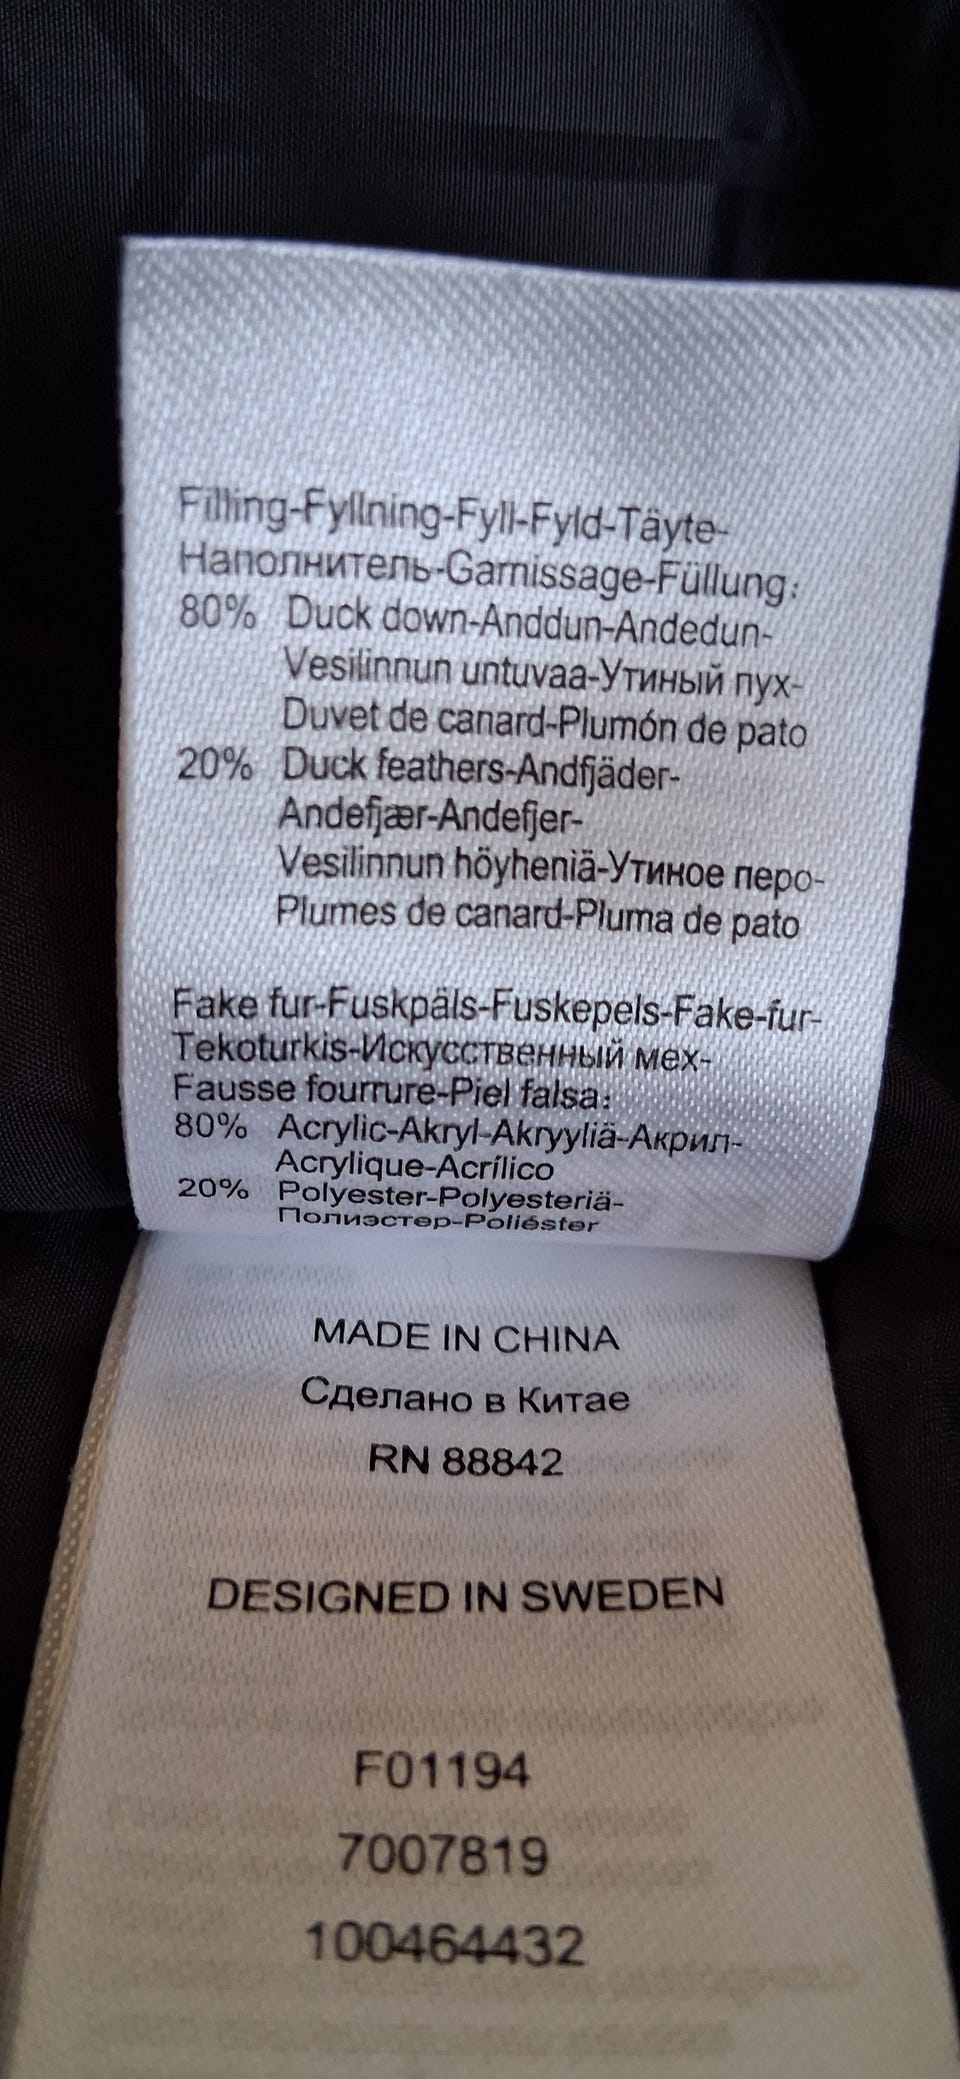 Filling-Fyllning-Fyll-Fyld-Täyte-
Наполнитель-Garnissage-Füllung:
80% Duck down-Anddun-Andedun-
Vesilinnun untuvaa-Утиный пух-
Duvet de canard-Plumón de pato
20% Duck feathers-Andfjäder-
Andefjær-Andefjer-
Vesilinnun höyheniä-Утиное перо-
Plumes de canard-Pluma de pato
Fake fur-Fuskpäls-Fuskepels-Fake-fur-
Tekoturkis-Искусственный мех-
Fausse fourrure-Piel falsa:
80% Acrylic-Akryl-Akryyliä-Акрил-
Acrylique-Acrílico
20% Polyester-Polyesteriä-
Полиэстер-Poliéster
MADE IN CHINA
Сделано в Китае
RN 88842
DESIGNED IN SWEDEN
F01194
7007819
100464432